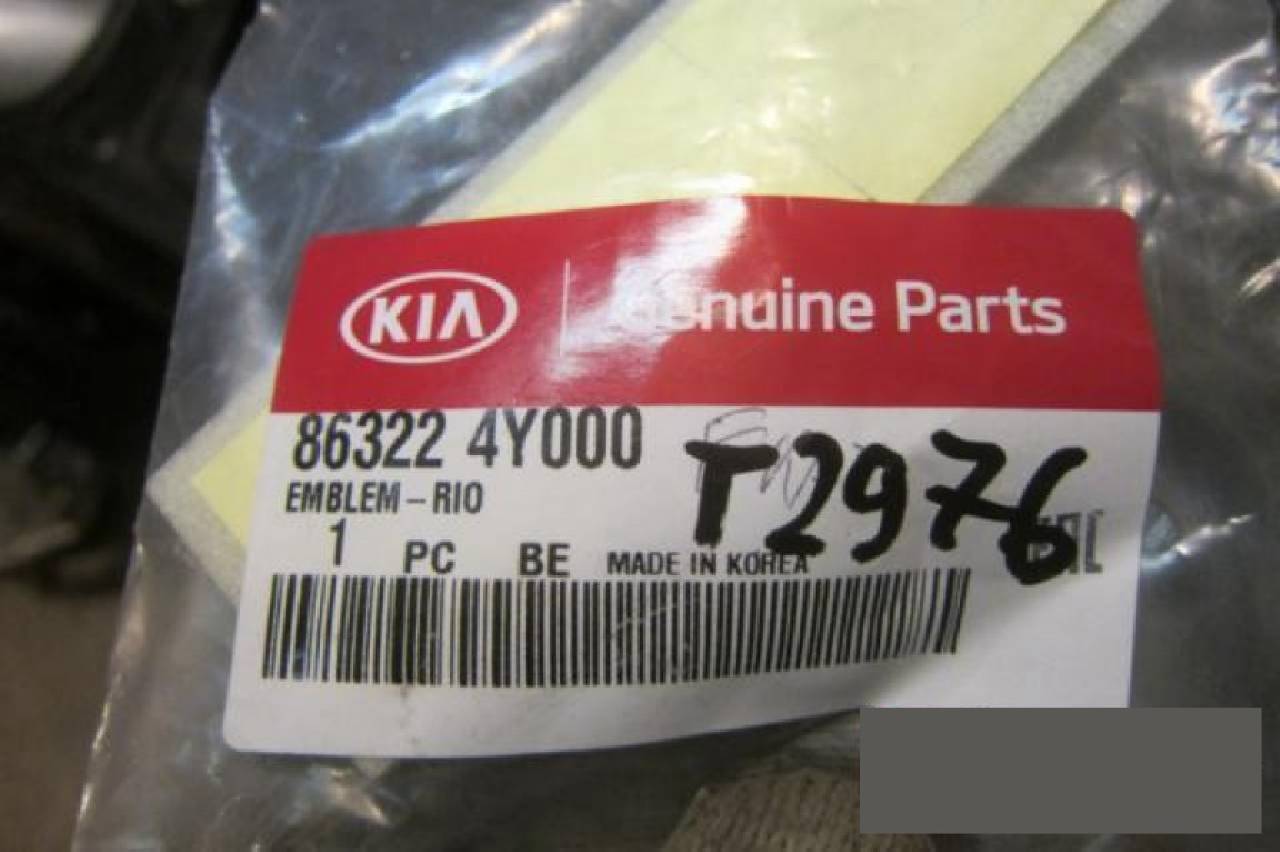 KIA Genuine Parts
86322 4Y000 T2976
EMBLEM-RIO
1 PC BE MADE IN KOREA